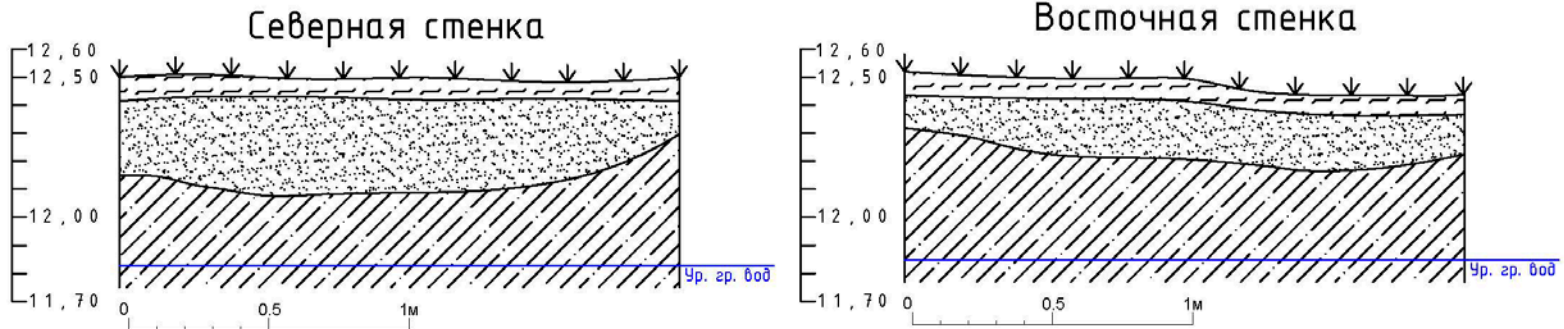 Северная стенка
12,60
12,50
12,00
11,70
Ур. гр. вод
0 0.5 1м
Восточная стенка
12,60
12,50
12,00
11,70
Ур. гр. вод
0 0.5 1м